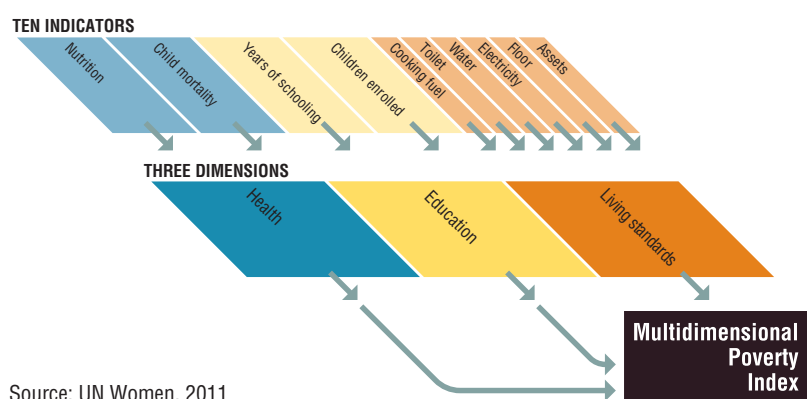 TEN INDICATORS
Nutrition
Child mortality
Years of schooling
Children enrolled
Cooking fuel
Toilet
Water
Electricity
Floor
Assets
THREE DIMENSIONS
Health
Education
Living standards
Multidimensional
Poverty
Index
Source: UN Women, 2011